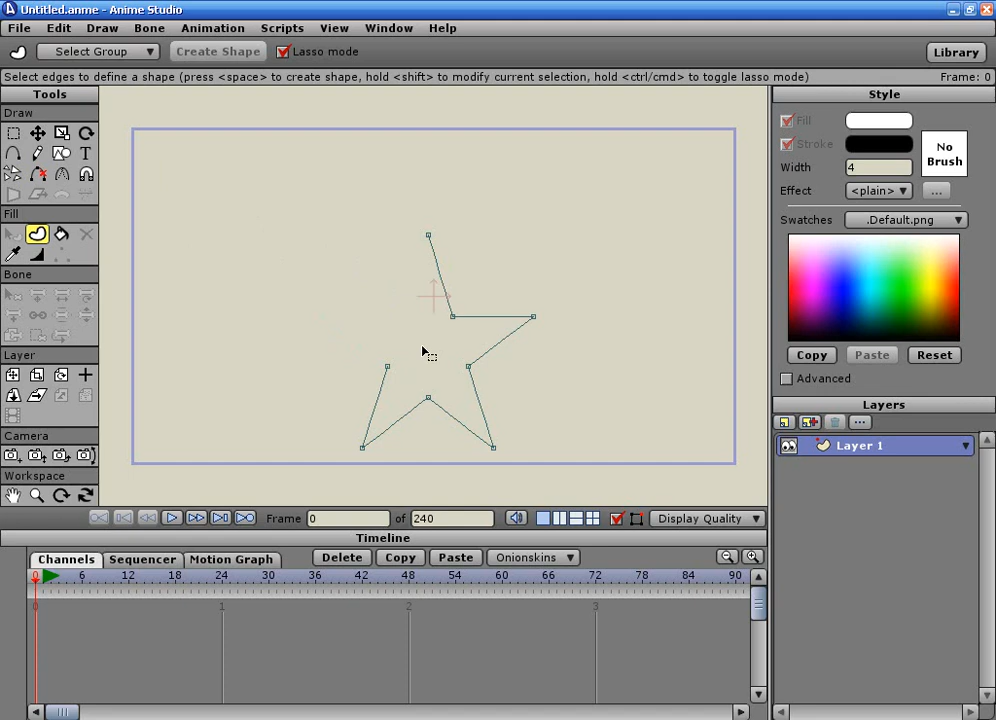 Untitled.anme - Anime Studio
File Edit Draw Bone Animation Scripts View Window Help
Select Group Create Shape Lasso mode Library
Select edges to define a shape (press <space> to create shape, hold <shift> to modify current selection, hold <ctrl/cmd> to toggle lasso mode) Frame: 0
Tools
Draw
T
Fill
Bone
Layer
Camera
Workspace
Style
Fill
Stroke
No Brush
Width 4
Effect <plain> ...
Swatches .Default.png
Copy Paste Reset
Advanced
Layers
Layer 1
Frame 0 of 240 Display Quality
Timeline
Channels Sequencer Motion Graph Delete Copy Paste Onionskins
0 6 12 18 24 30 36 42 48 54 60 66 72 78 84 90
0 1 2 3